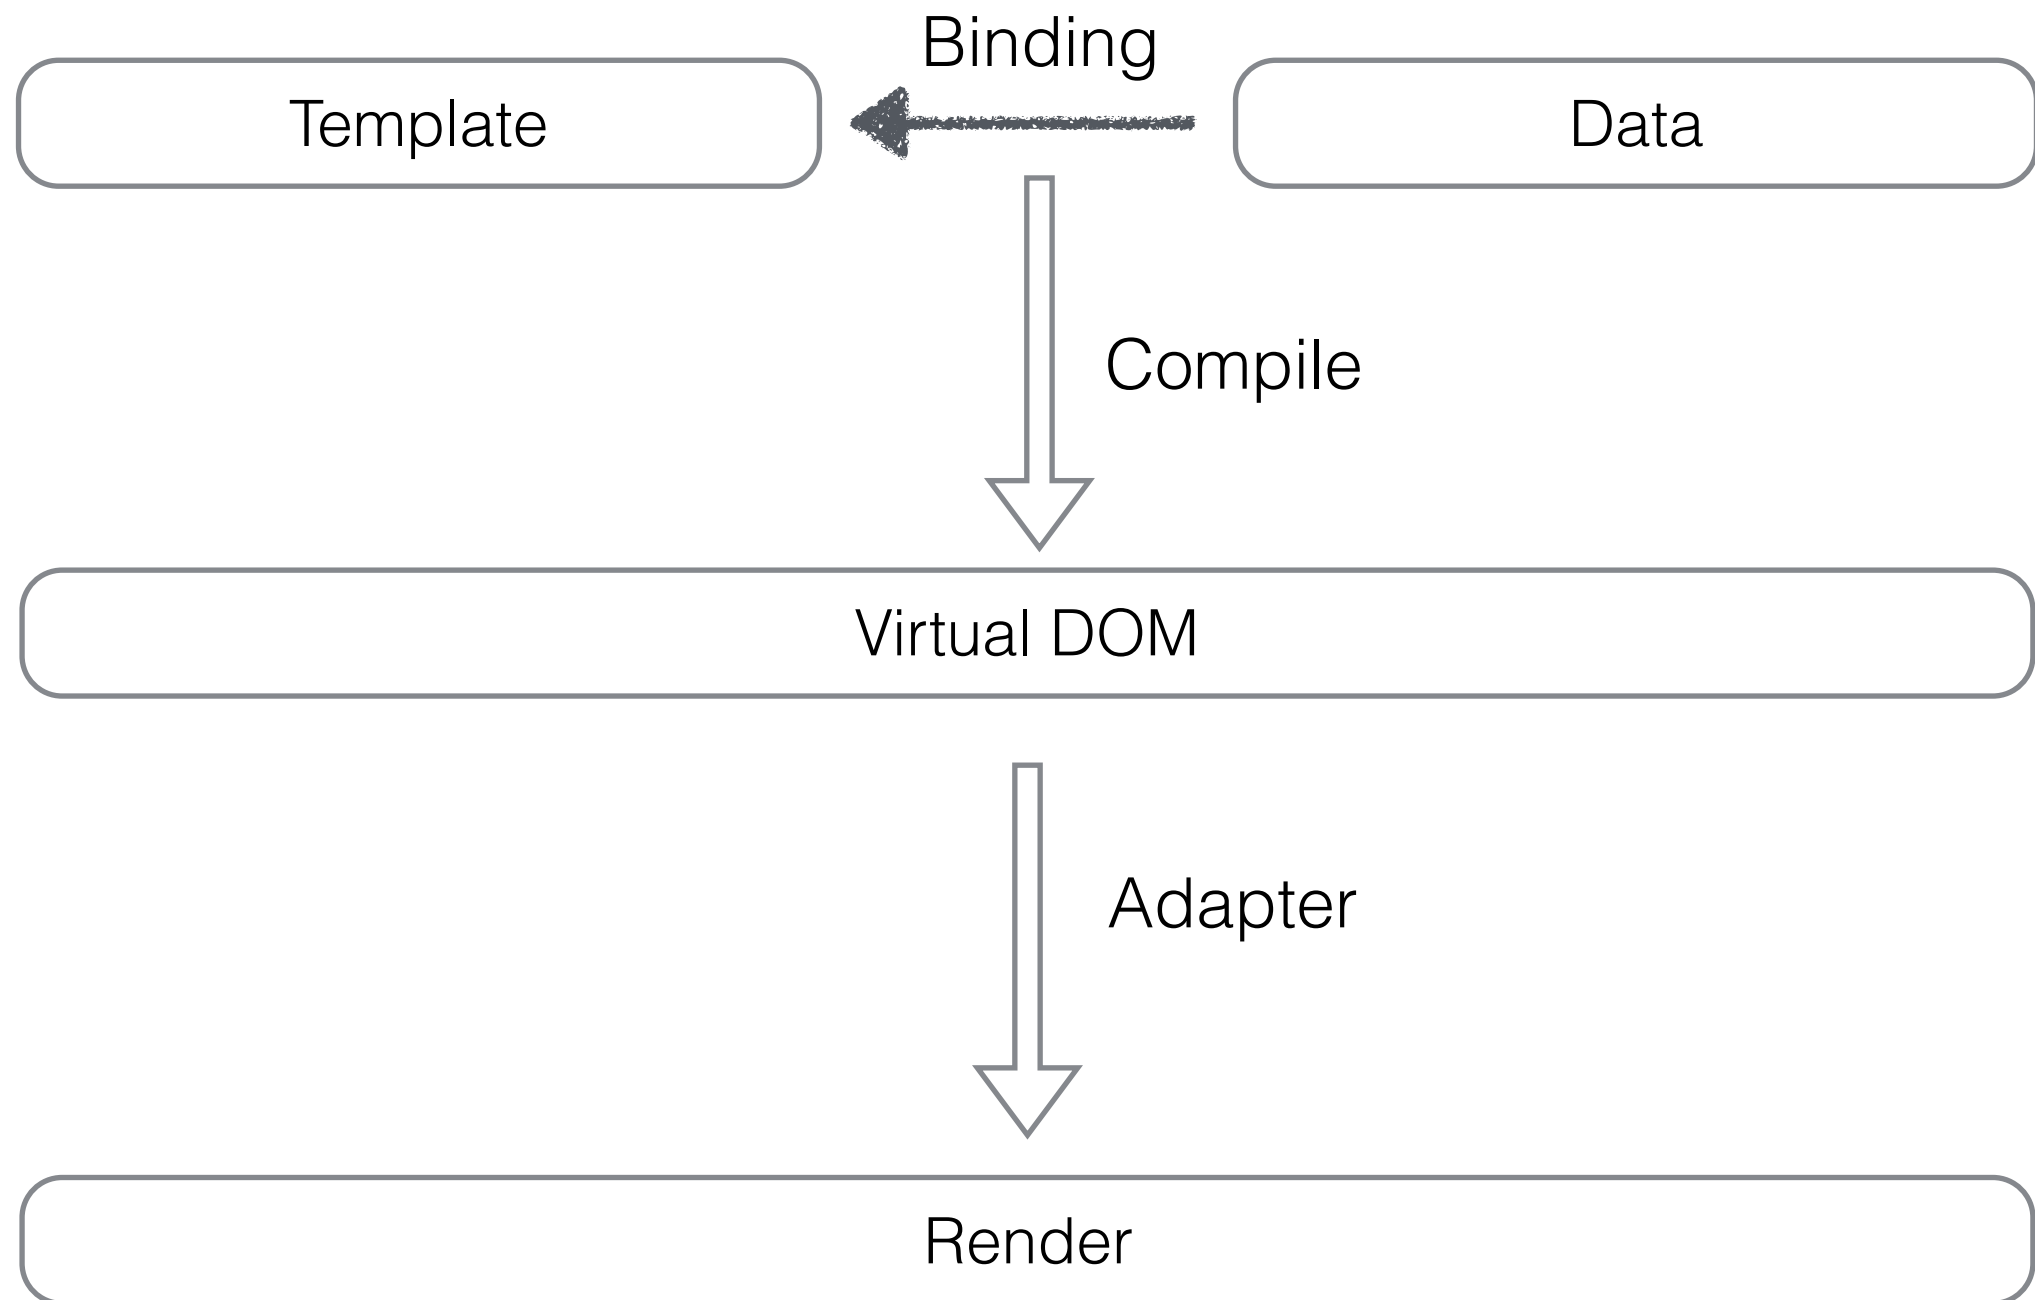 Binding
Template
Data
Compile
Virtual DOM
Adapter
Render